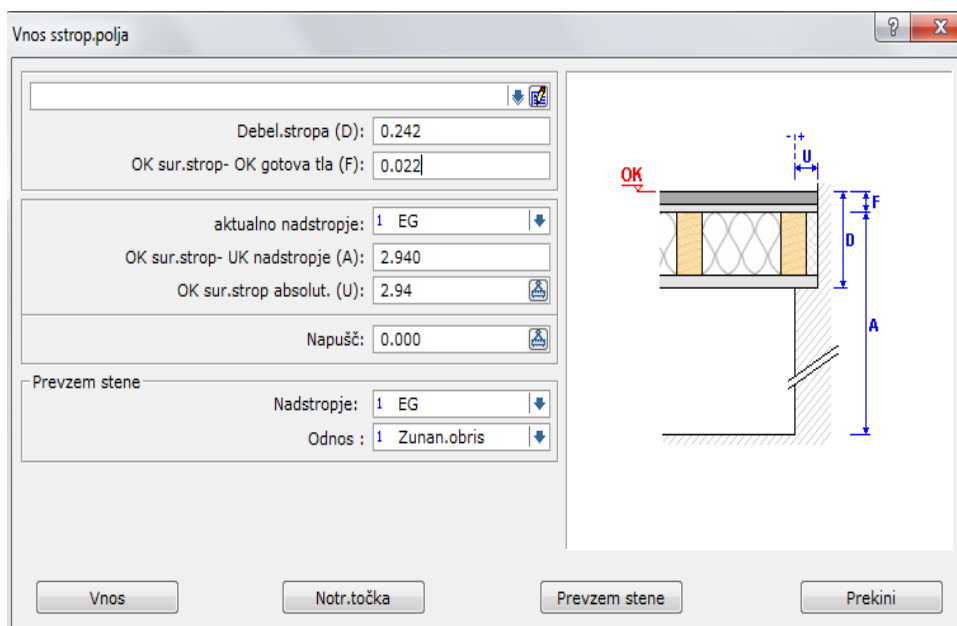 Vnos sstrop.polja
? X
Debel.stropa (D): 0.242
OK sur.strop- OK gotova tla (F): 0.022
aktualno nadstropje: 1 EG
OK sur.strop- UK nadstropje (A): 2.940
OK sur.strop absolut. (U): 2.94
Napušč: 0.000
Prevzem stene
Nadstropje: 1 EG
Odnos : 1 Zunan.obris
- +
U
OK
F
D
A
Vnos Notr.točka Prevzem stene Prekini